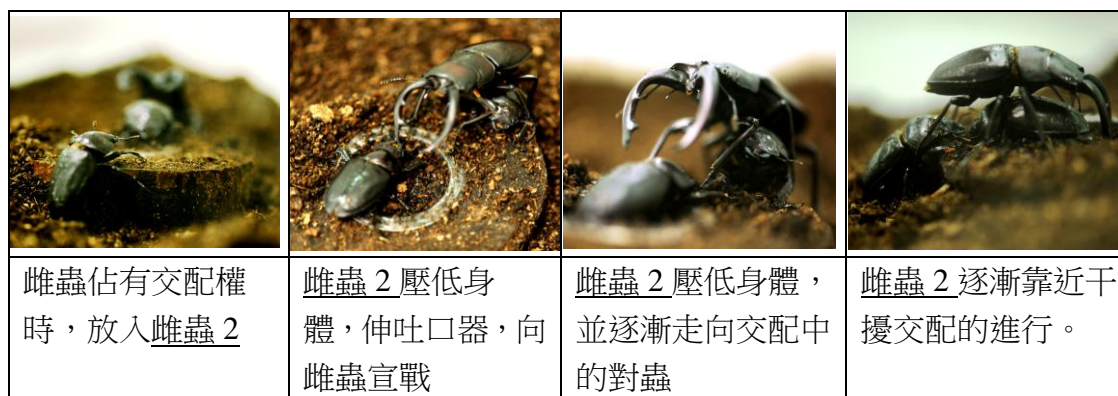 雌蟲佔有交配權
時，放入雌蟲 2
雌蟲 2 壓低身
體，伸吐口器，向
雌蟲宣戰
雌蟲 2 壓低身體，
並逐漸走向交配中
的對蟲
雌蟲 2 逐漸靠近干
擾交配的進行。